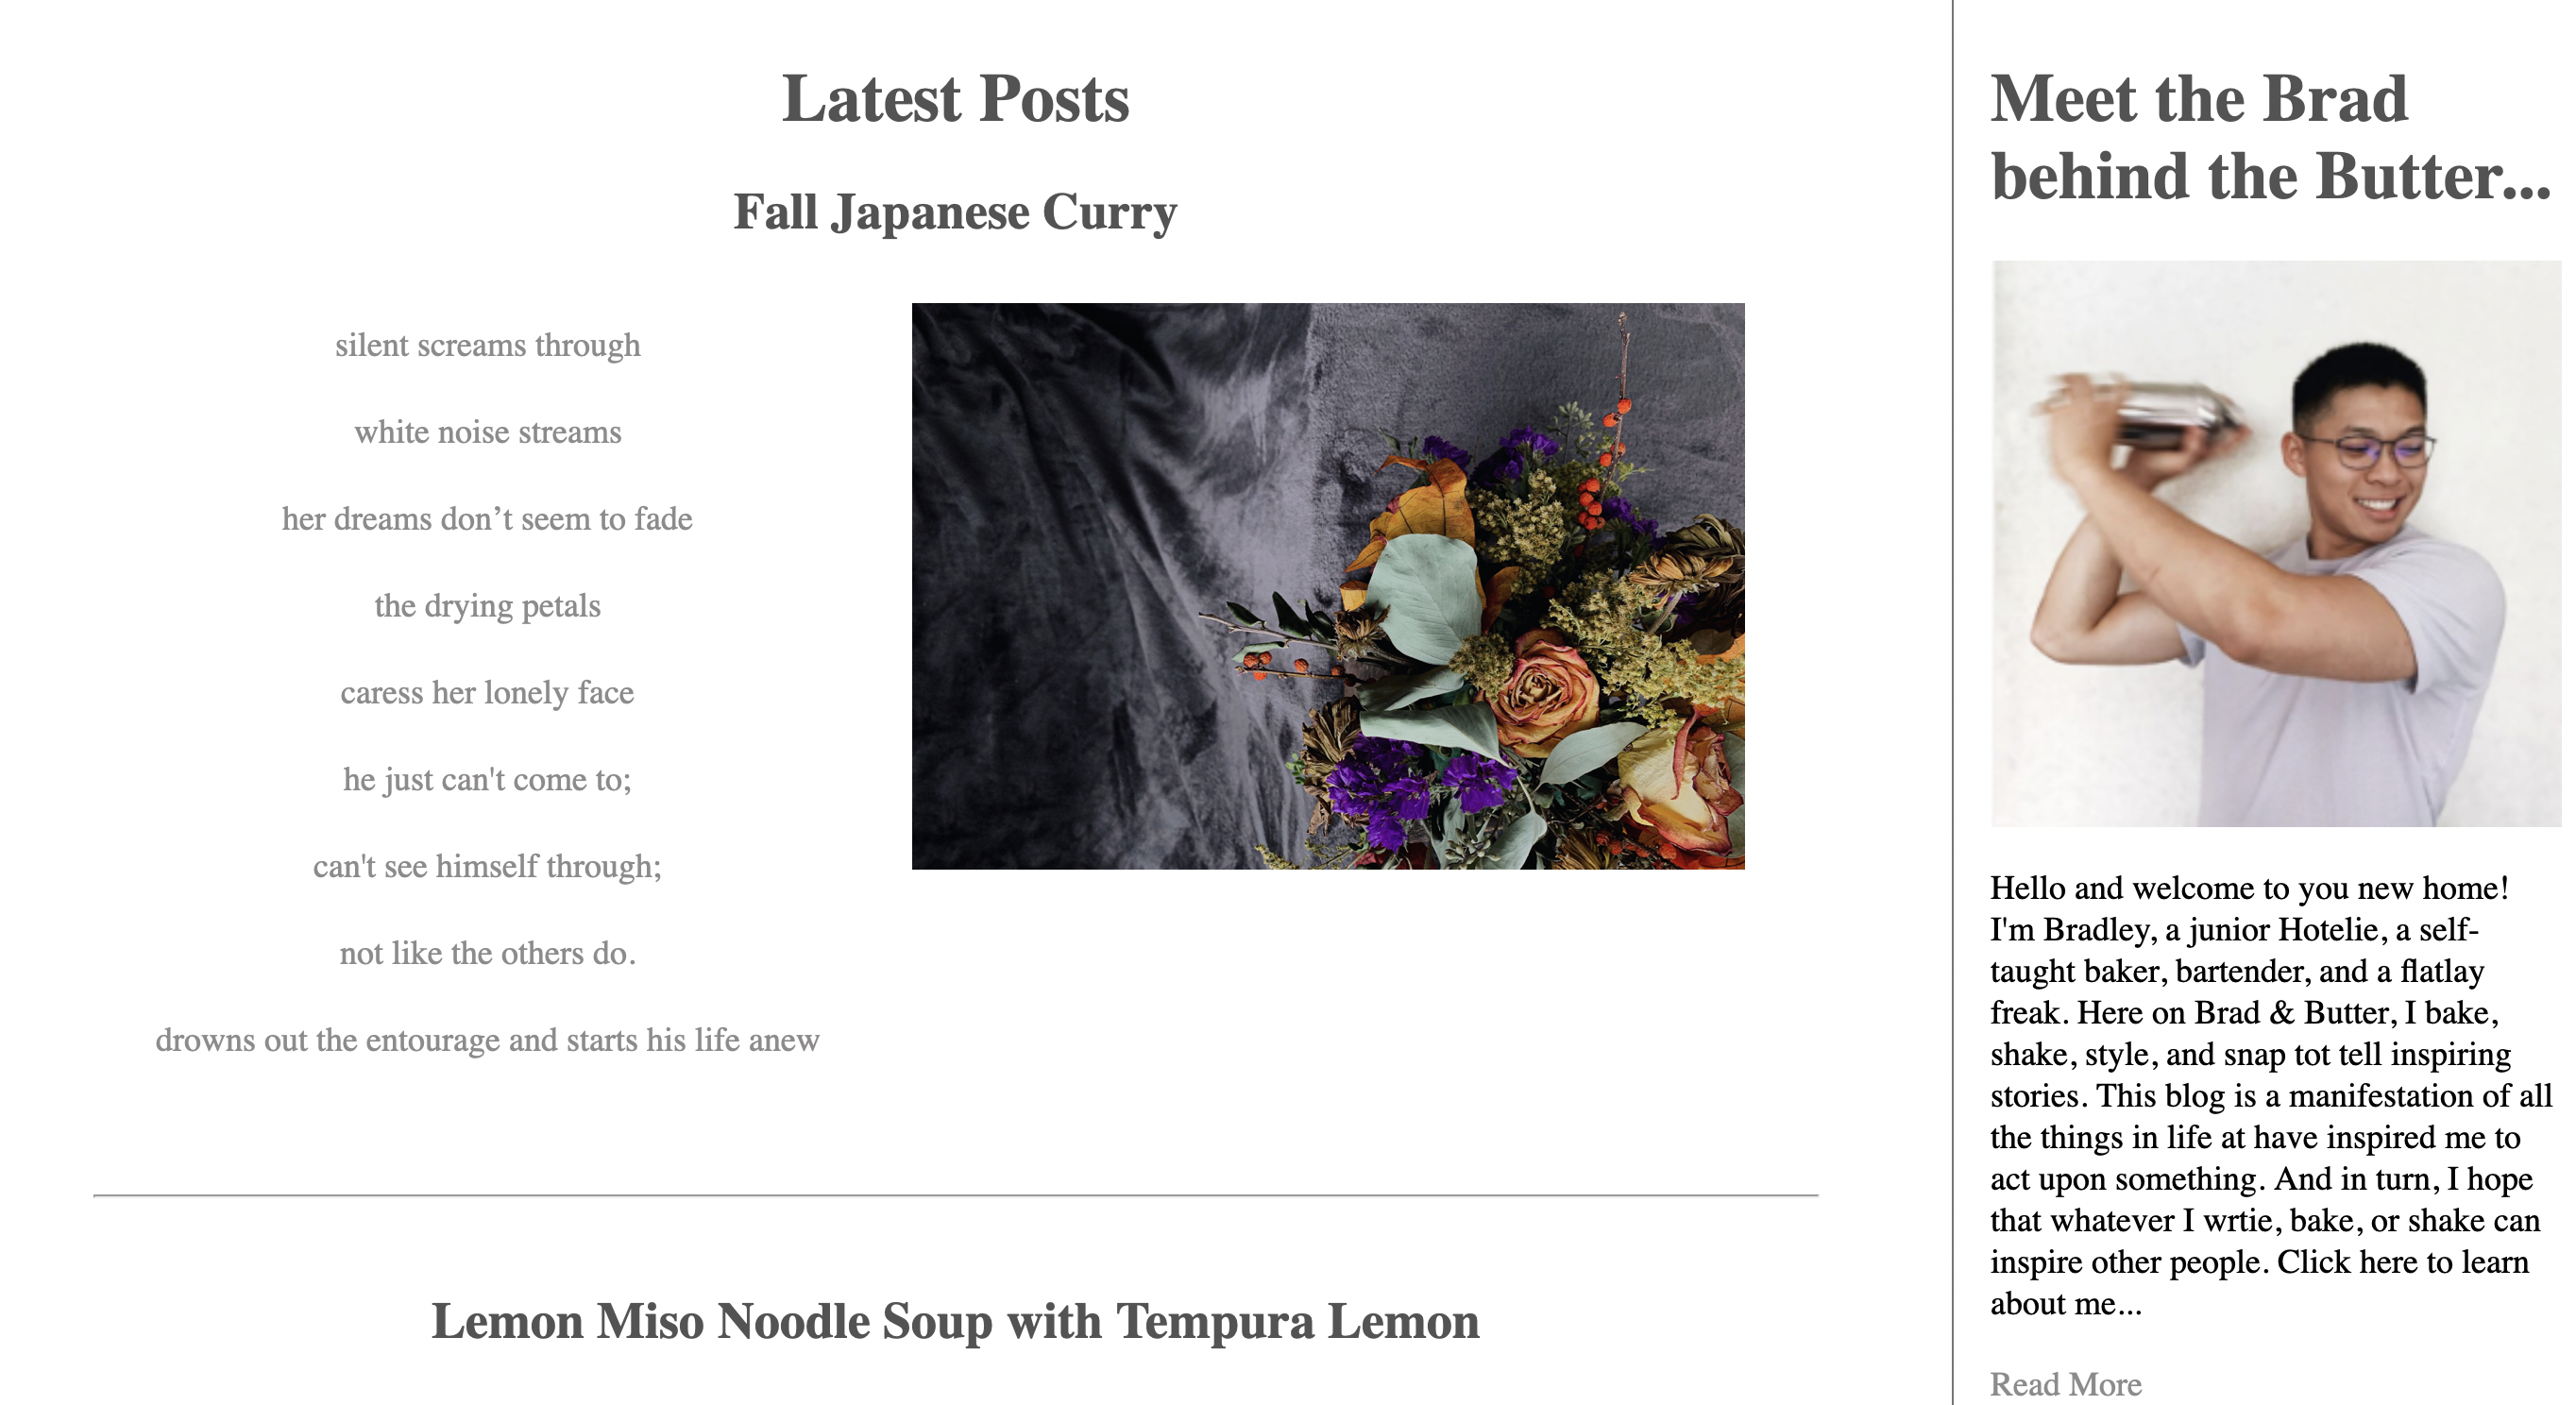 Latest Posts
Fall Japanese Curry
silent screams through
white noise streams
her dreams don’t seem to fade
the drying petals
caress her lonely face
he just can't come to;
can't see himself through;
not like the others do.
drowns out the entourage and starts his life anew
Lemon Miso Noodle Soup with Tempura Lemon
Meet the Brad
behind the Butter...
Hello and welcome to you new home!
I'm Bradley, a junior Hotelie, a self-
taught baker, bartender, and a flatlay
freak. Here on Brad & Butter, I bake,
shake, style, and snap tot tell inspiring
stories. This blog is a manifestation of all
the things in life at have inspired me to
act upon something. And in turn, I hope
that whatever I wrtie, bake, or shake can
inspire other people. Click here to learn
about me...
Read More